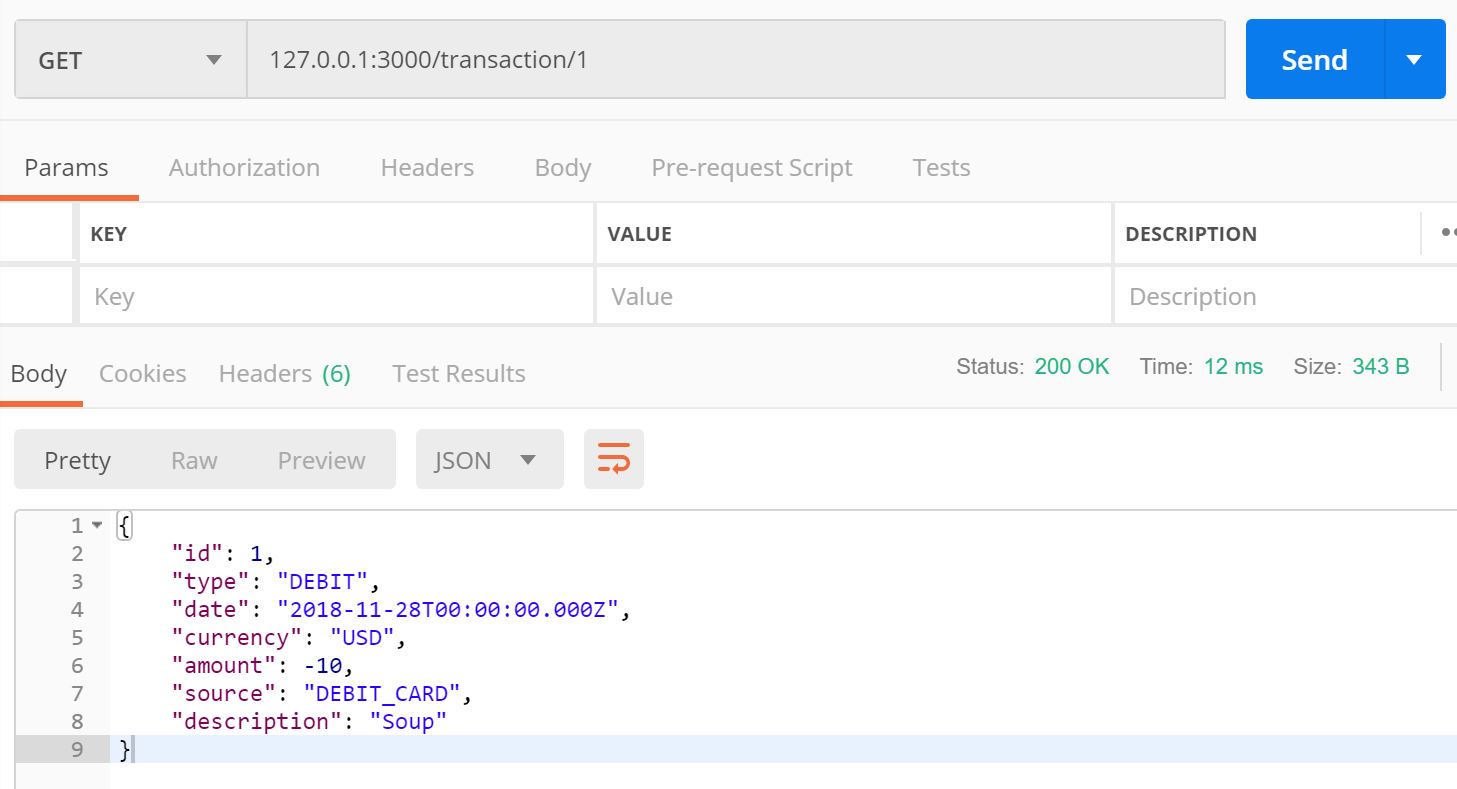 GET 127.0.0.1:3000/transaction/1 Send
Params Authorization Headers Body Pre-request Script Tests
KEY VALUE DESCRIPTION
Key Value Description
Body Cookies Headers (6) Test Results Status: 200 OK Time: 12 ms Size: 343 B
Pretty Raw Preview JSON
1 {
2 "id": 1,
3 "type": "DEBIT",
4 "date": "2018-11-28T00:00:00.000Z",
5 "currency": "USD",
6 "amount": -10,
7 "source": "DEBIT_CARD",
8 "description": "Soup"
9 }